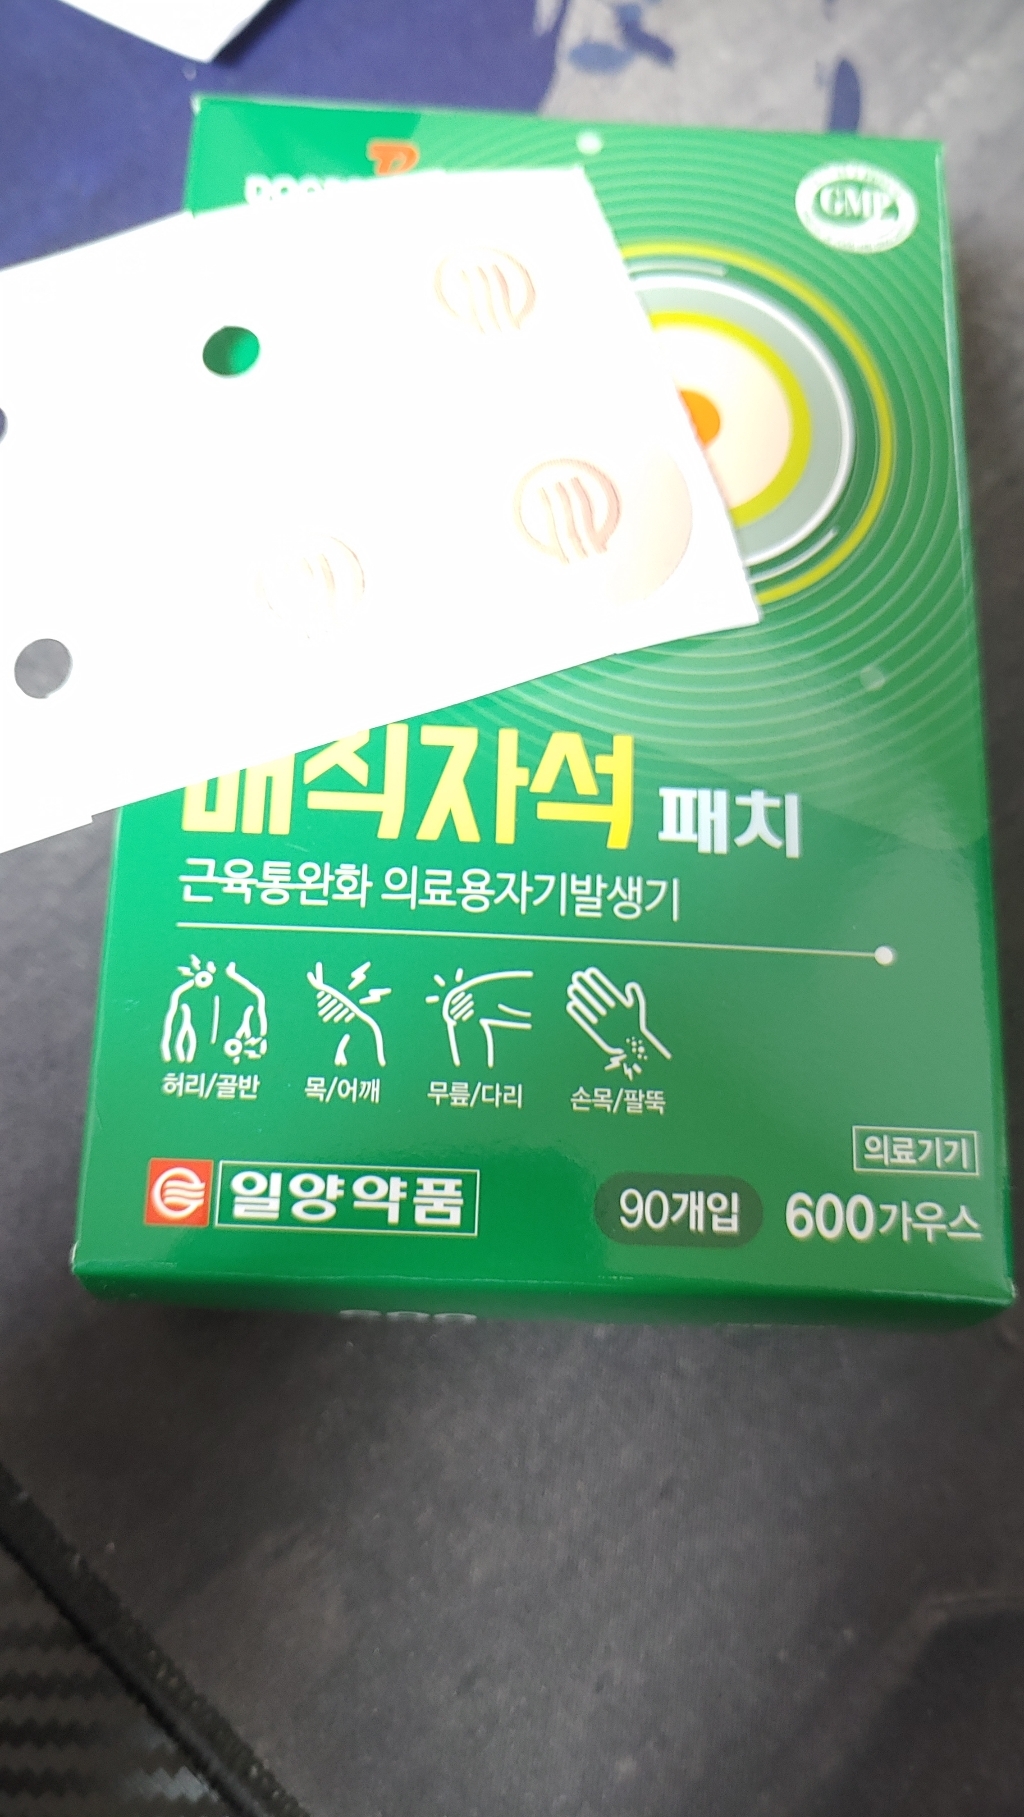 GMP
매직자석 패치
근육통완화 의료용자기발생기
허리/골반 목/어깨 무릎/다리 손목/팔뚝
의료기기
일양약품 90개입 600가우스